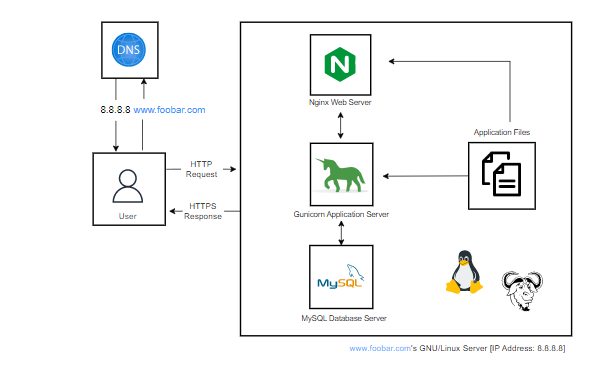 DNS
8.8.8.8 www.foobar.com
User
HTTP
Request
HTTPS
Response
N
Nginx Web Server
Gunicorn Application Server
MySQL
MySQL Database Server
Application Files
www.foobar.com's GNU/Linux Server [IP Address: 8.8.8.8]